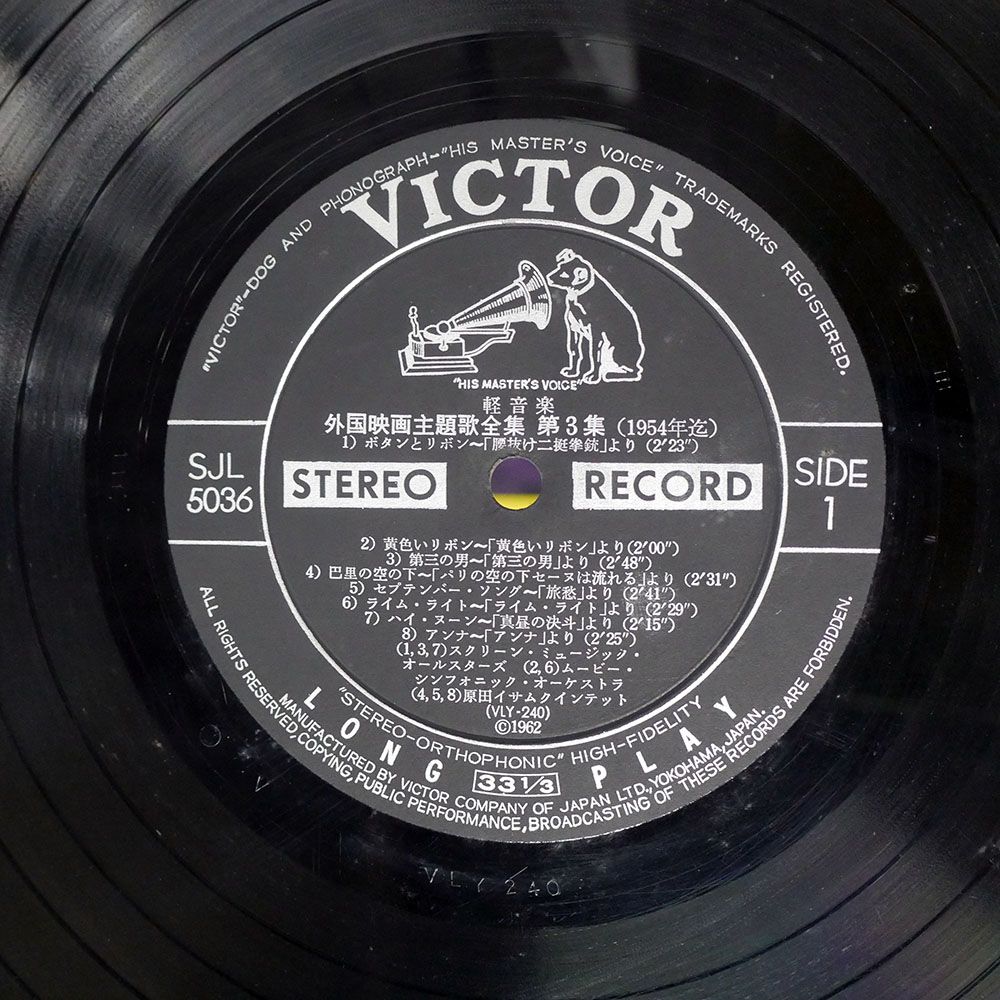 "VICTOR"-DOG AND PHONOGRAPH-"HIS MASTER'S VOICE" TRADEMARKS REGISTERED.
VICTOR
"HIS MASTER'S VOICE"
軽音楽
外国映画主題歌全集 第3集 (1954年迄)
1) ボタンとリボン〜「腰抜け二挺拳銃」より (2'23")
SJL
5036
STEREO RECORD
SIDE
1
2) 黄色いリボン〜「黄色いリボン」より (2'00")
3) 第三の男〜「第三の男」より (2'48")
4) 巴里の空の下〜「パリの空の下セーヌは流れる」より (2'31")
5) セプテンバー・ソング〜「旅愁」より (2'41")
6) ライム・ライト〜「ライム・ライト」より (2'29")
7) ハイ・ヌーン〜「真昼の決斗」より (2'15")
8) アンナ〜「アンナ」より (2'25")
(1,3,7)スクリーン・ミュージック・
オールスターズ (2,6)ムービー・
シンフォニック・オーケストラ
(4,5,8)原田イサムクインテット
(VLY-240)
©1962
"STEREO-ORTHOPHONIC" HIGH-FIDELITY
LONG 33 1/3 PLAY
MANUFACTURED BY VICTOR COMPANY OF JAPAN LTD., YOKOHAMA, JAPAN.
ALL RIGHTS RESERVED, COPYING, PUBLIC PERFORMANCE, BROADCASTING OF THESE RECORDS ARE FORBIDDEN.
VLY 240